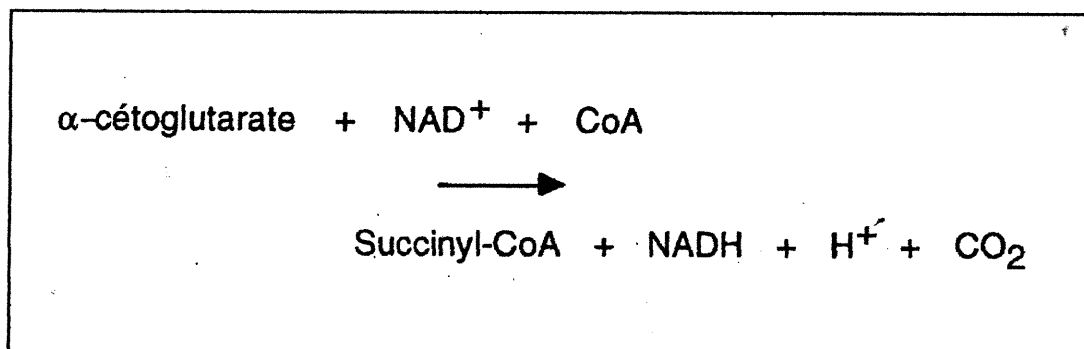 α-cétoglutarate + NAD⁺ + CoA
⟶
Succinyl-CoA + NADH + H⁺ + CO₂